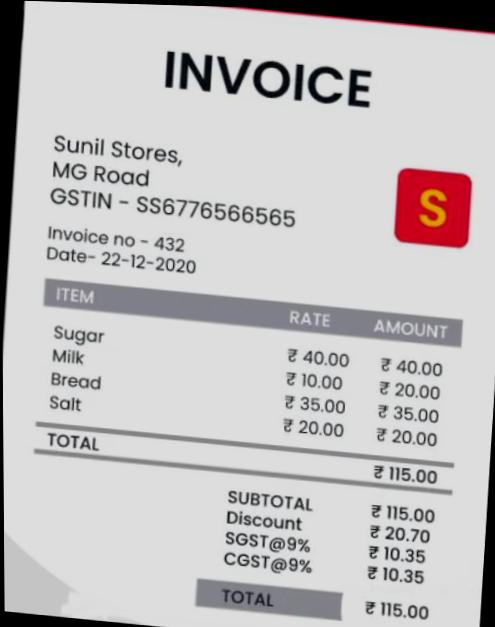 INVOICE
Sunil Stores,
MG Road
GSTIN - SS6776566565
S
Invoice no - 432
Date- 22-12-2020
ITEM RATE AMOUNT
Sugar ₹ 40.00 ₹ 40.00
Milk ₹ 10.00 ₹ 20.00
Bread ₹ 35.00 ₹ 35.00
Salt ₹ 20.00 ₹ 20.00
TOTAL ₹ 115.00
SUBTOTAL ₹ 115.00
Discount ₹ 20.70
SGST@9% ₹ 10.35
CGST@9% ₹ 10.35
TOTAL ₹ 115.00